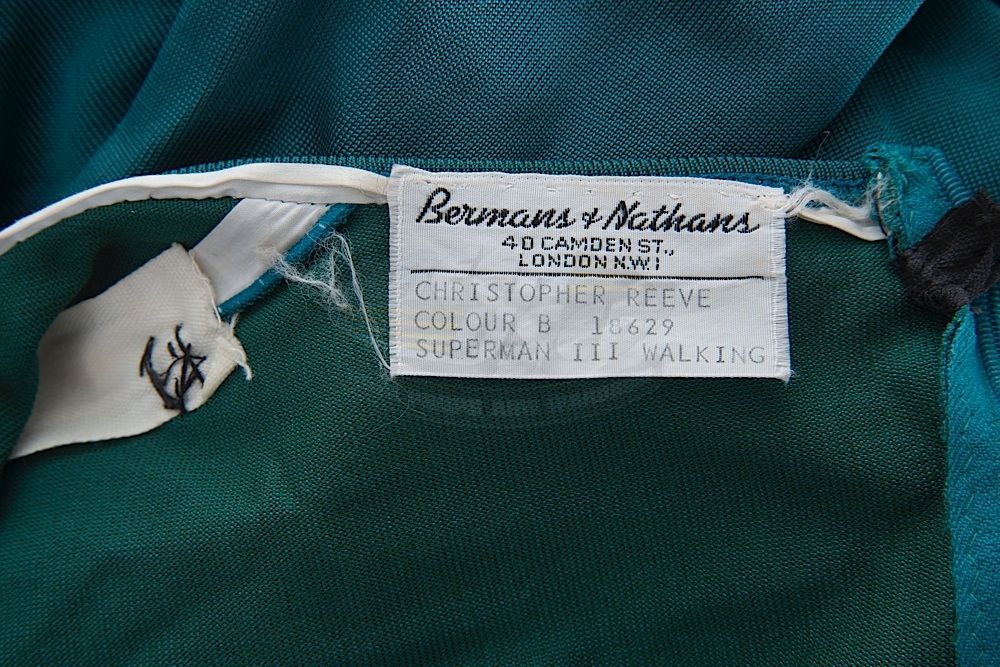 Bermans & Nathans
40 CAMDEN ST.,
LONDON N.W.1
CHRISTOPHER REEVE
COLOUR B 18629
SUPERMAN III WALKING